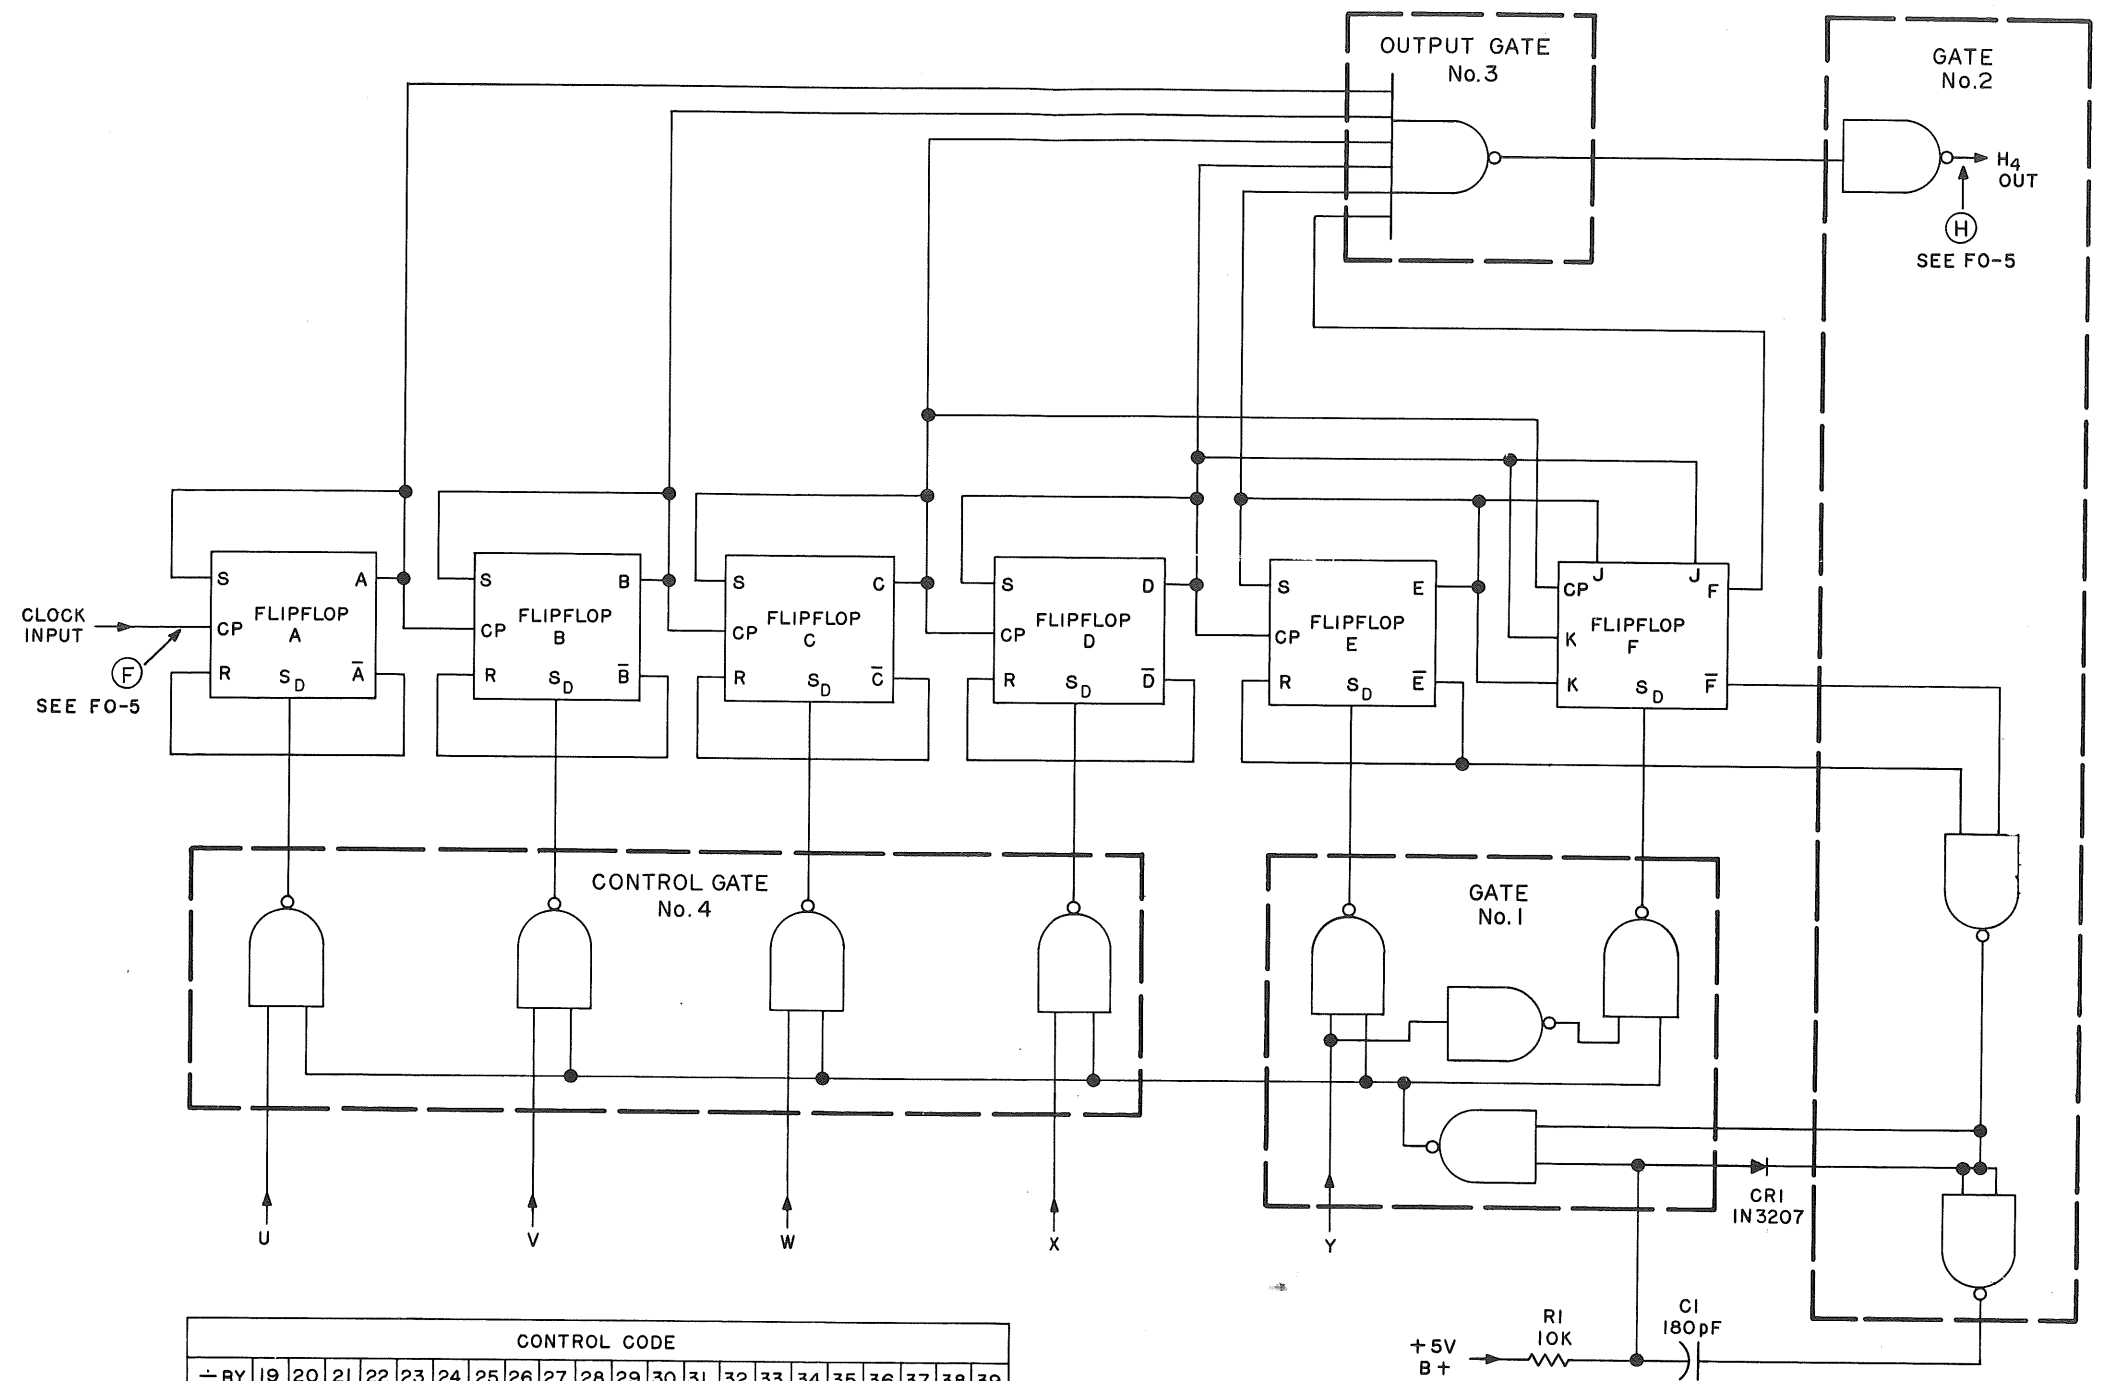 OUTPUT GATE
No.3
GATE
No.2
H4
OUT
H
SEE FO-5
CLOCK
INPUT
F
SEE FO-5
S
A
CP
FLIPFLOP
A
R
SD
A̅
S
B
CP
FLIPFLOP
B
R
SD
B̅
S
C
CP
FLIPFLOP
C
R
SD
C̅
S
D
CP
FLIPFLOP
D
R
SD
D̅
S
E
CP
FLIPFLOP
E
R
SD
E̅
J
J
CP
F
K
FLIPFLOP
F
K
SD
F̅
CONTROL GATE
No.4
GATE
No.1
U
V
W
X
Y
CR1
IN3207
+5V
B+
R1
10K
C1
180pF
CONTROL CODE
÷BY 19 20 21 22 23 24 25 26 27 28 29 30 31 32 33 34 35 36 37 38 39